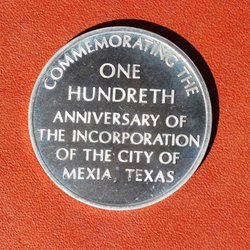 COMMEMORATING THE
ONE
HUNDRETH
ANNIVERSARY OF
THE INCORPORATION
OF THE CITY OF
MEXIA, TEXAS